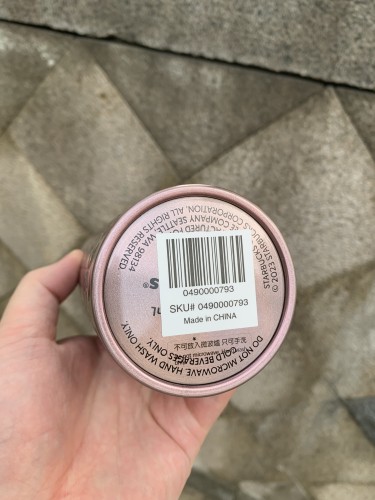 © 2023 STARBUCKS
CORPORATION. ALL RIGHTS RESERVED
COMPANY SEATTLE, WA 98134
S®
0490000793
SKU# 0490000793
Made in CHINA
不可放入微波爐 只可手洗
DO NOT MICROWAVE HAND WASH ONLY.
COLD BEVERAGES ONLY.